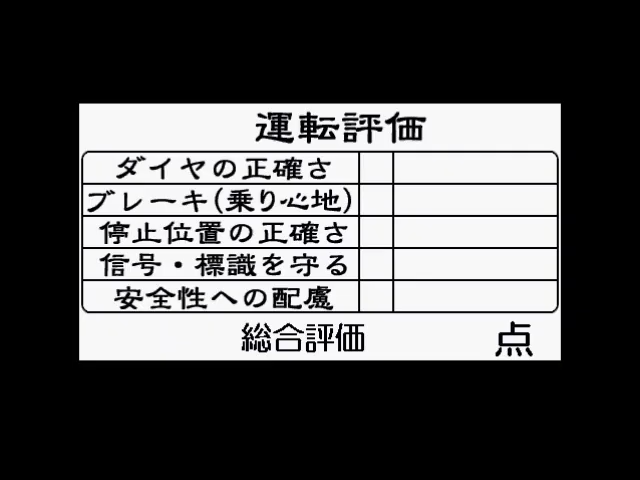 運転評価
ダイヤの正確さ
ブレーキ(乗り心地)
停止位置の正確さ
信号・標識を守る
安全性への配慮
総合評価 点